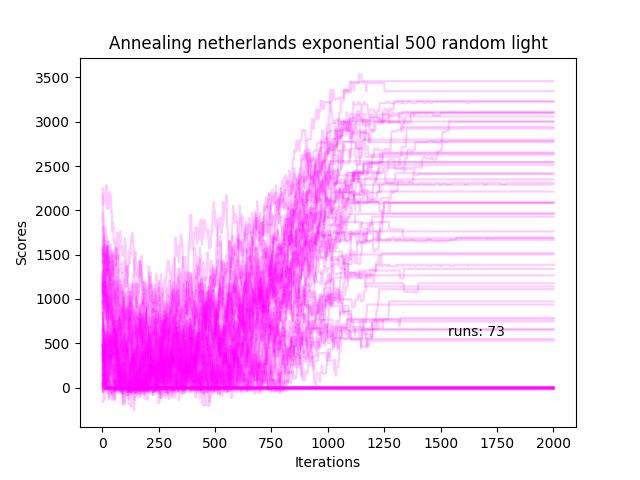 Annealing netherlands exponential 500 random light
Scores
3500
3000
2500
2000
1500
1000
500
0
runs: 73
0 250 500 750 1000 1250 1500 1750 2000
Iterations